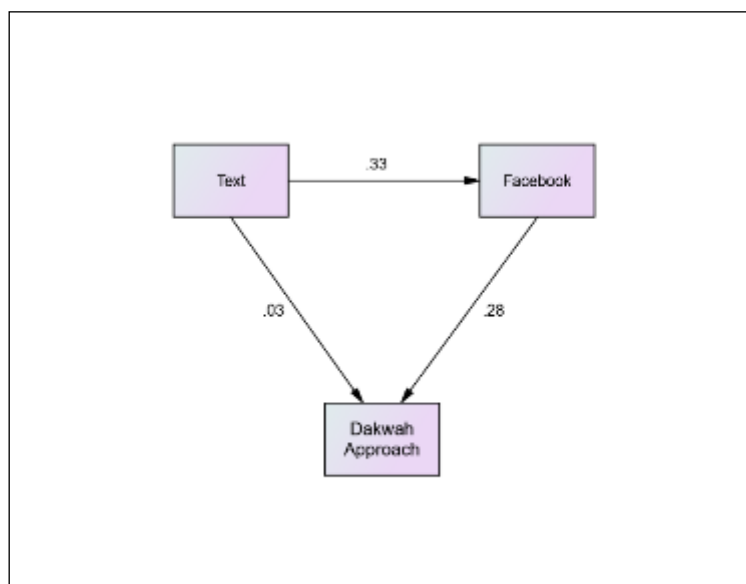 .33
Text
Facebook
.03
.28
Dakwah
Approach